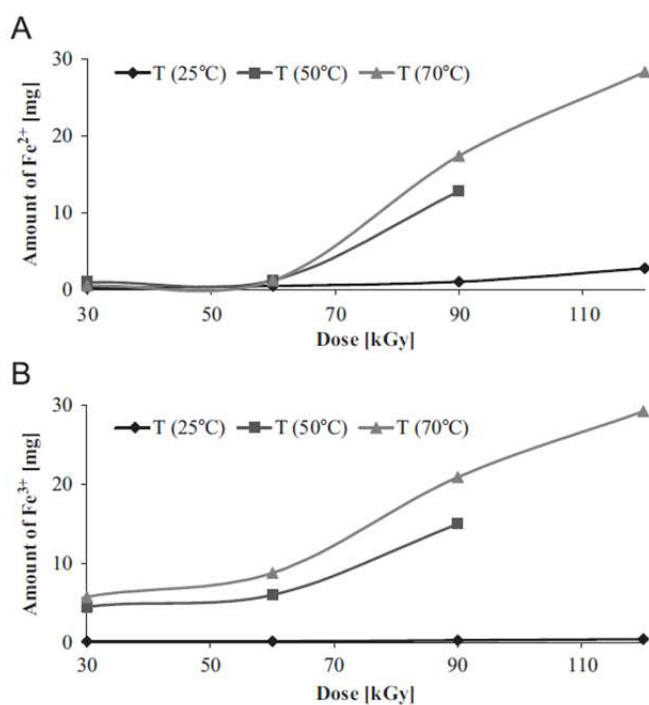 A
T (25°C) T (50°C) T (70°C)
Amount of Fe²⁺ [mg]
30
20
10
0
30 50 70 90 110
Dose [kGy]
B
T (25°C) T (50°C) T (70°C)
Amount of Fe³⁺ [mg]
30
20
10
0
30 50 70 90 110
Dose [kGy]